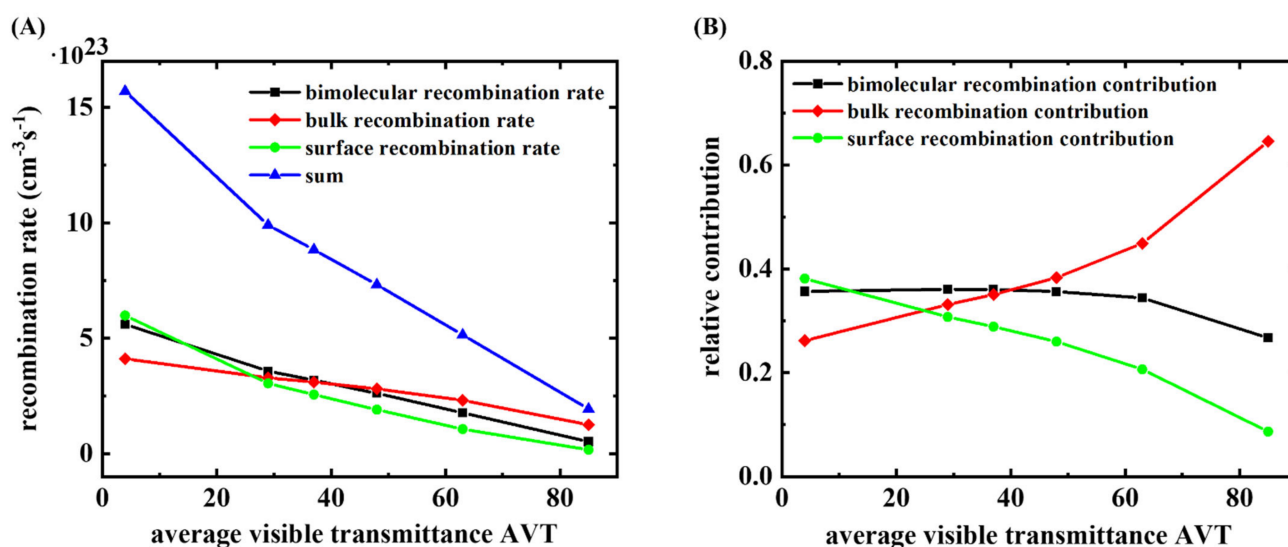 (A)
·10²³
recombination rate (cm⁻³s⁻¹)
15
10
5
0
bimolecular recombination rate
bulk recombination rate
surface recombination rate
sum
0 20 40 60 80
average visible transmittance AVT
(B)
relative contribution
0.8
0.6
0.4
0.2
0.0
bimolecular recombination contribution
bulk recombination contribution
surface recombination contribution
0 20 40 60 80
average visible transmittance AVT